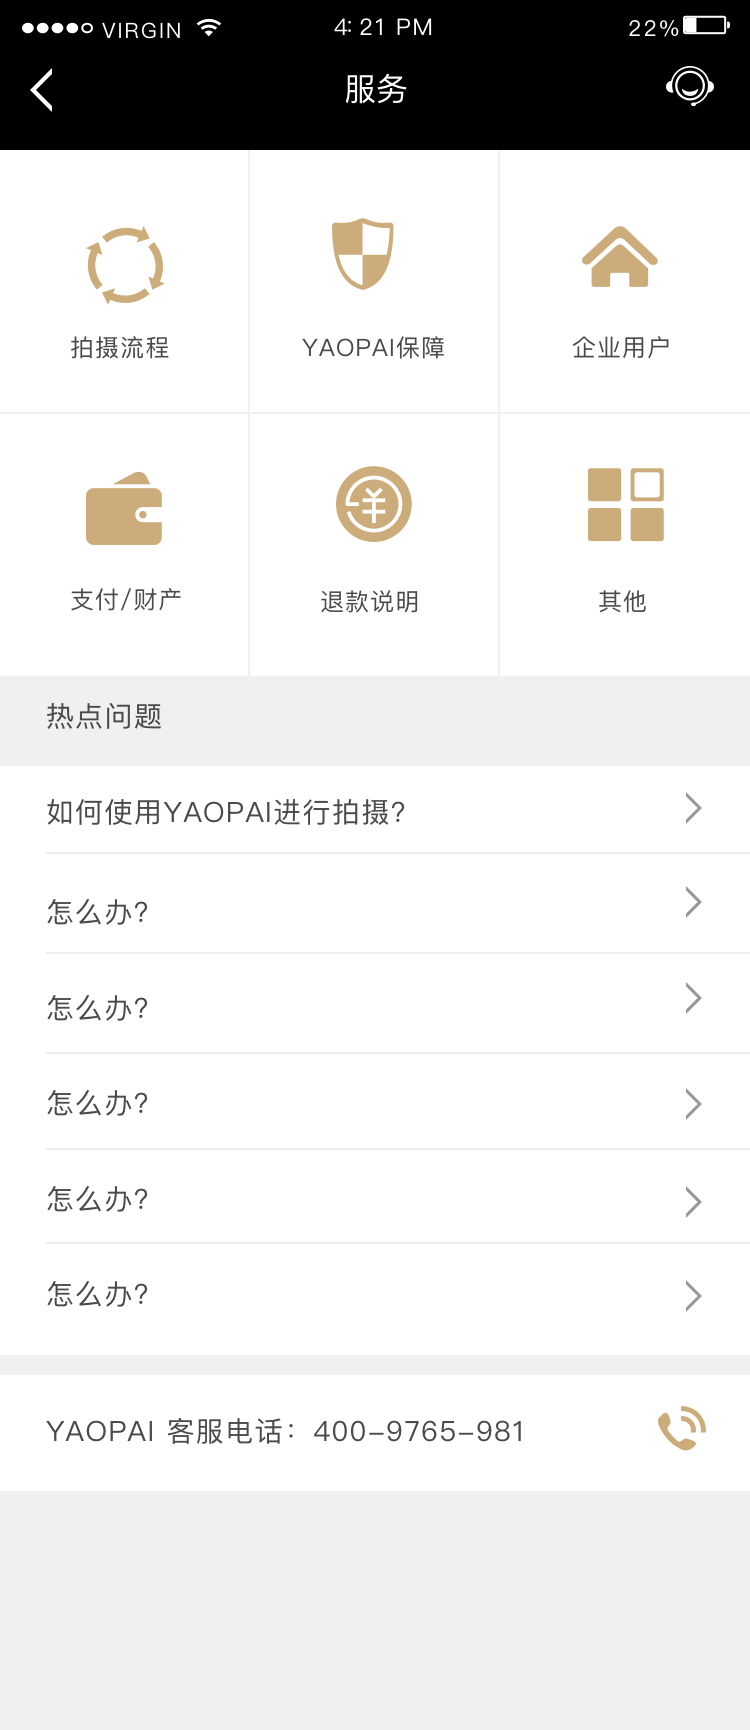 VIRGIN 4: 21 PM 22%
服务
拍摄流程 YAOPAI保障 企业用户
支付/财产 退款说明 其他
热点问题
如何使用YAOPAI进行拍摄?
怎么办?
怎么办?
怎么办?
怎么办?
怎么办?
YAOPAI 客服电话：400-9765-981